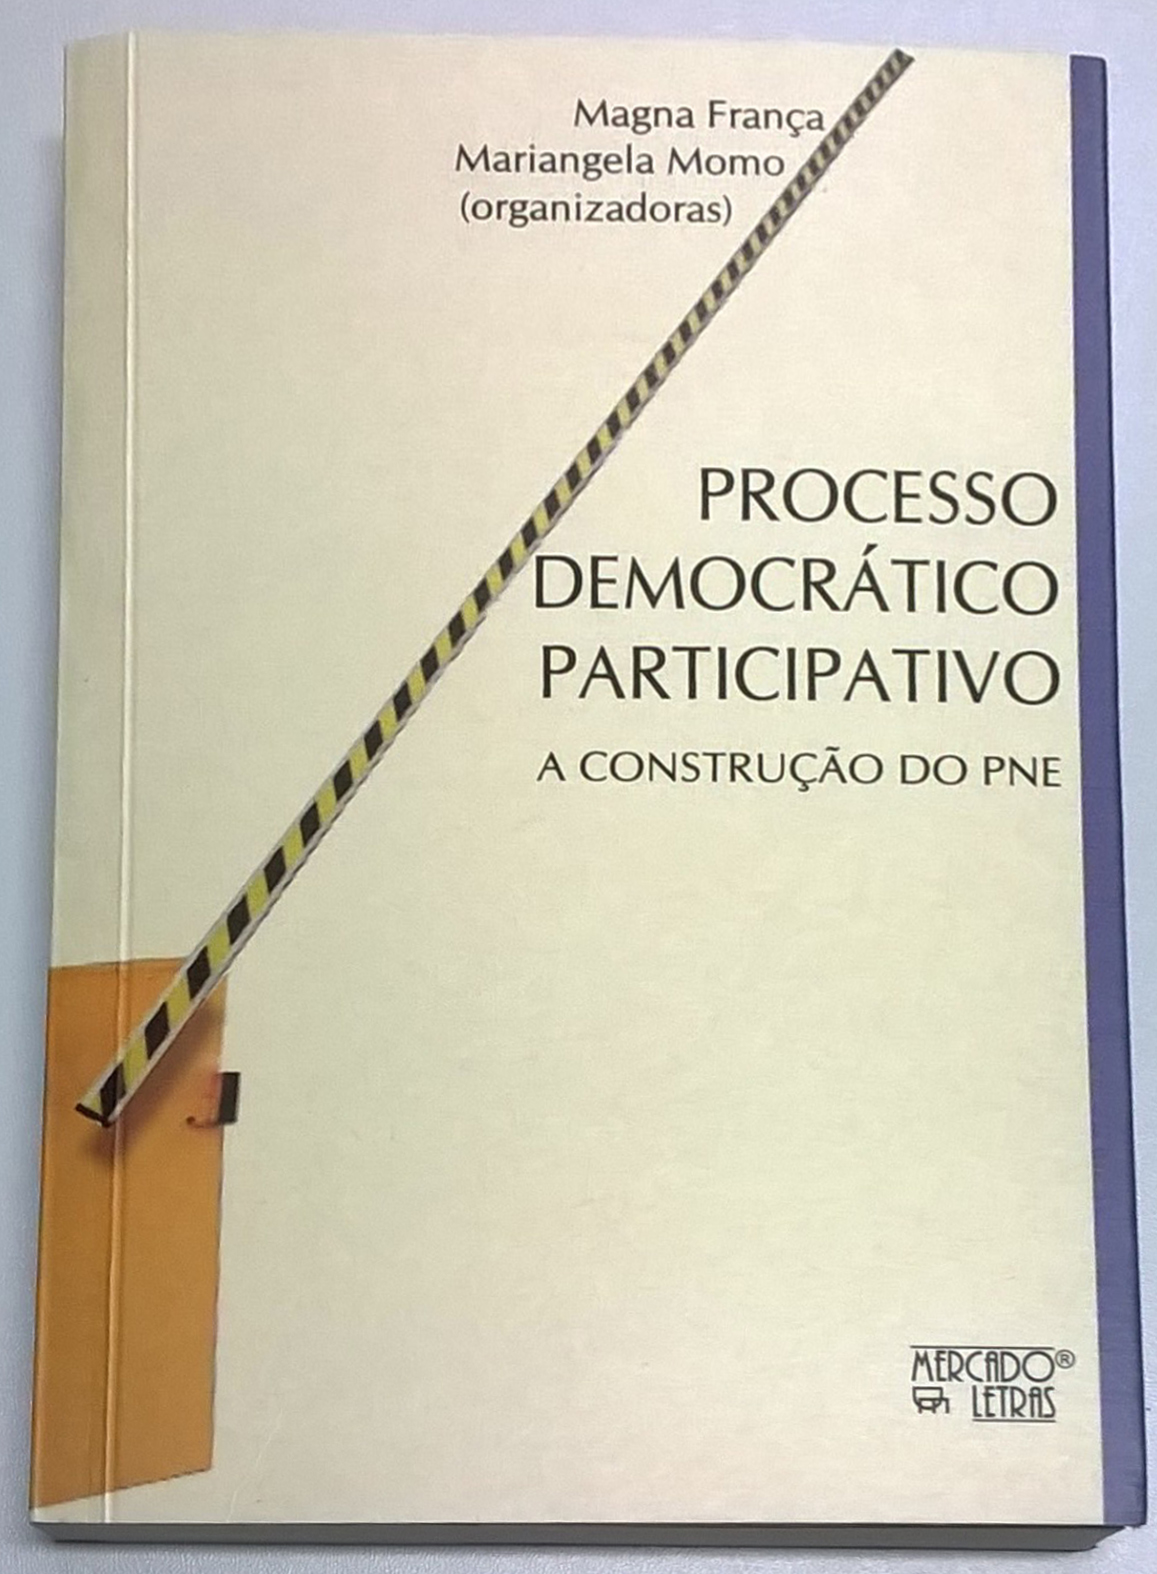 Magna França
Mariangela Momo
(organizadoras)
PROCESSO
DEMOCRÁTICO
PARTICIPATIVO
A CONSTRUÇÃO DO PNE
MERCADO®
LETRAS